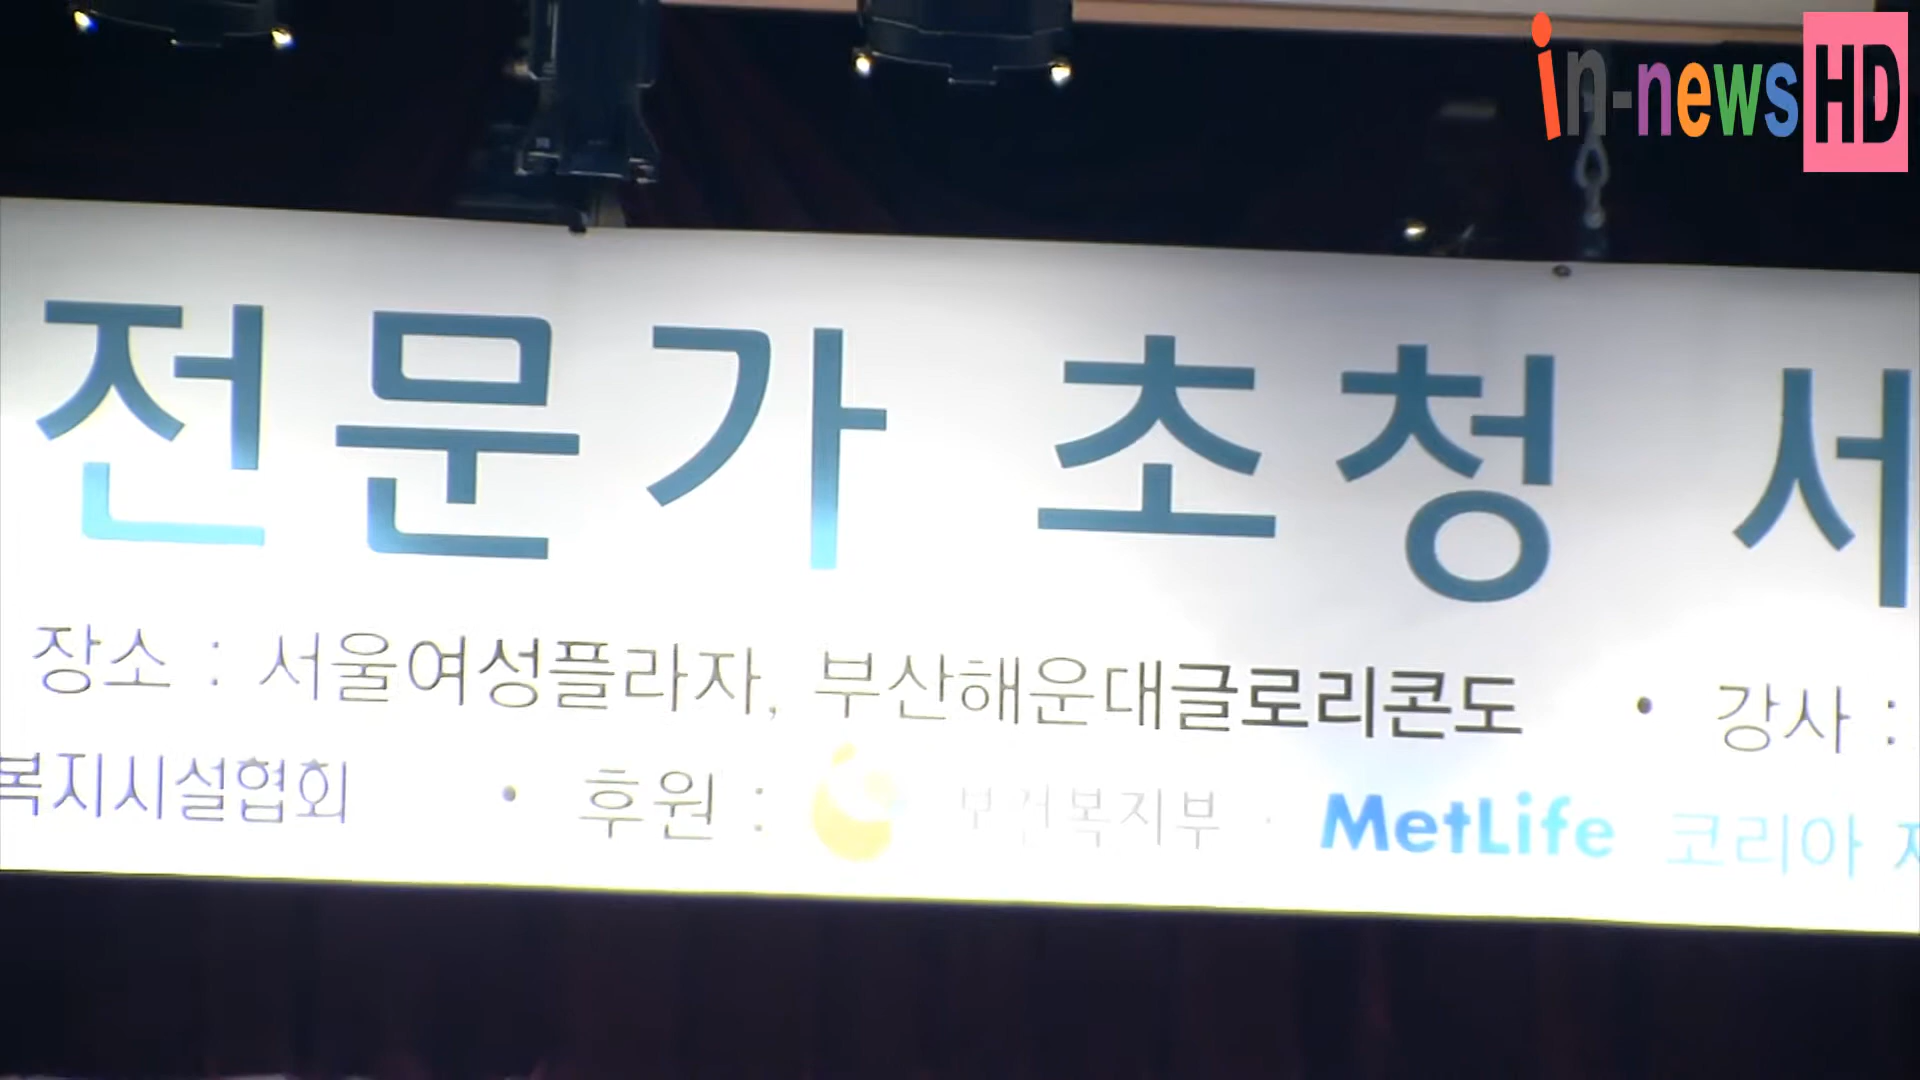 in-news HD
전문가 초청 서
장소 : 서울여성플라자, 부산해운대글로리콘도 • 강사 :
복지시설협회 • 후원 : 보건복지부 · MetLife 코리아